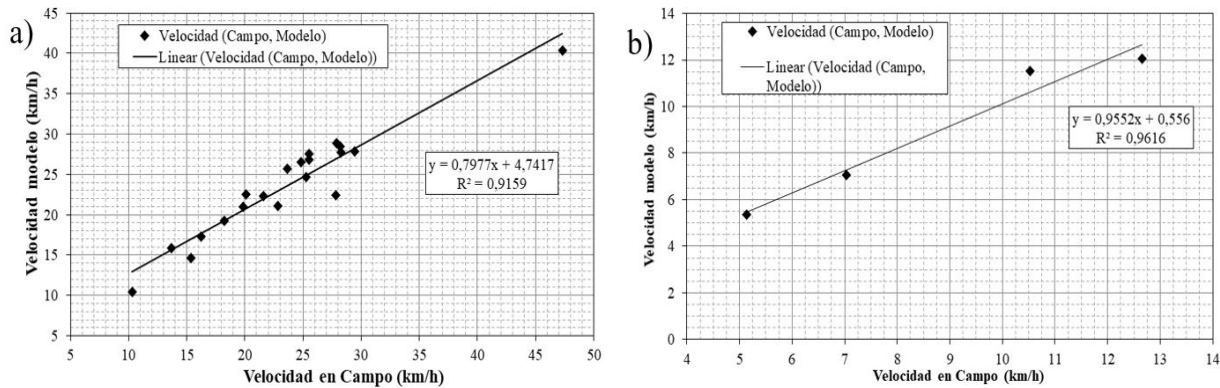 a)
Velocidad modelo (km/h)
45
40
35
30
25
20
15
10
5
Velocidad (Campo, Modelo)
Linear (Velocidad (Campo, Modelo))
y = 0,7977x + 4,7417
R² = 0,9159
5 10 15 20 25 30 35 40 45 50
Velocidad en Campo (km/h)
b)
Velocidad modelo (km/h)
14
12
10
8
6
4
2
0
Velocidad (Campo, Modelo)
Linear (Velocidad (Campo,
Modelo))
y = 0,9552x + 0,556
R² = 0,9616
4 5 6 7 8 9 10 11 12 13 14
Velocidad en Campo (km/h)